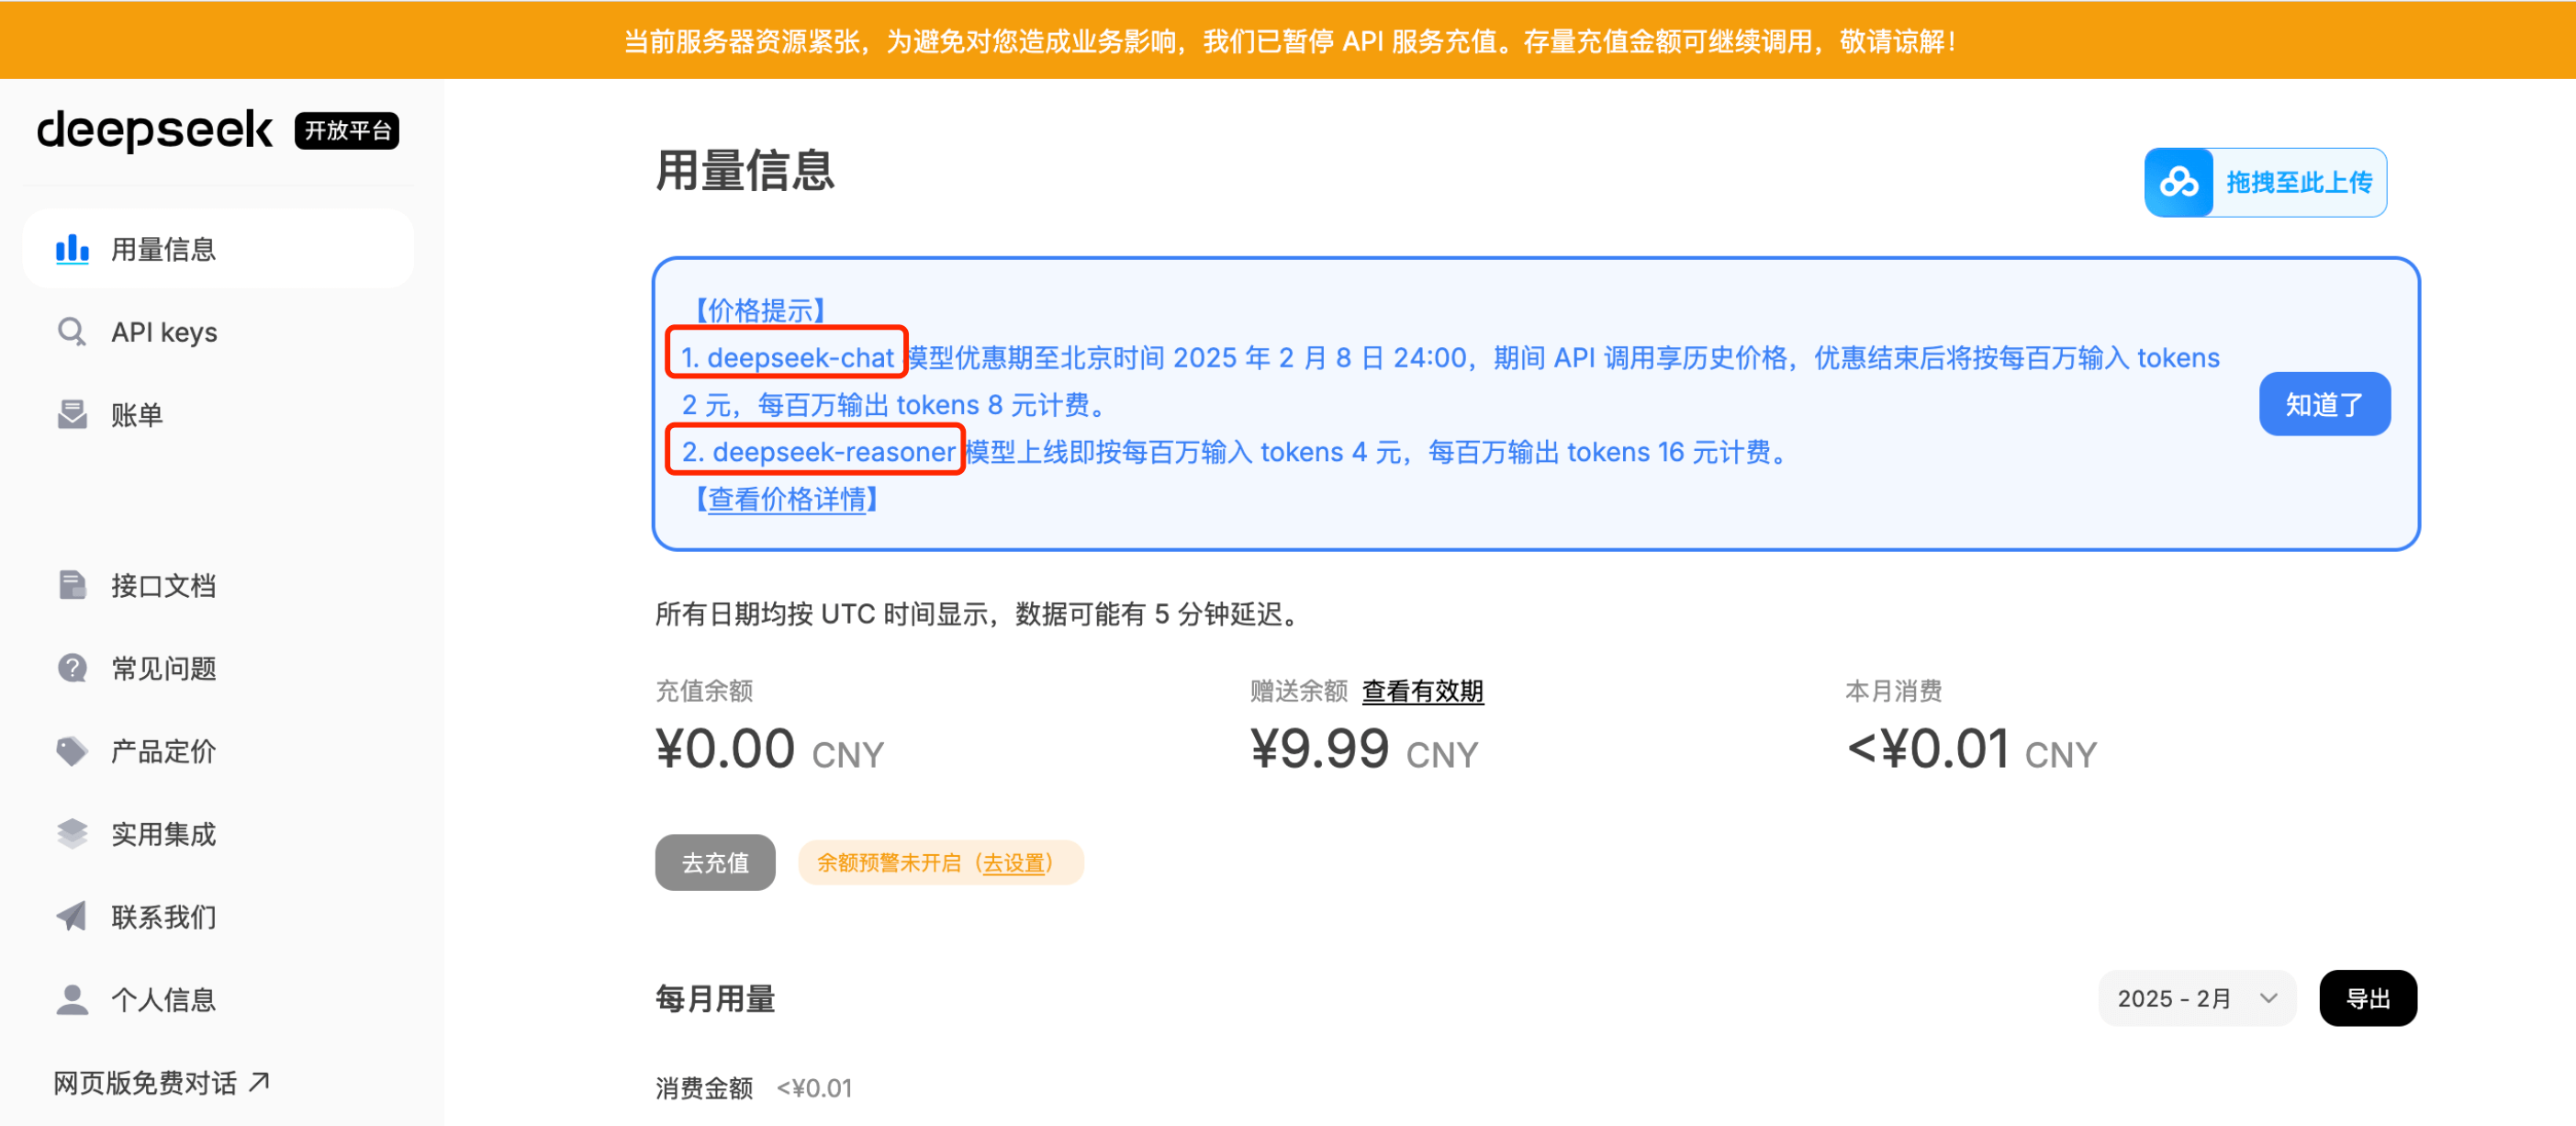 当前服务器资源紧张，为避免对您造成业务影响，我们已暂停 API 服务充值。存量充值金额可继续调用，敬请谅解！
deepseek 开放平台
用量信息
API keys
账单
接口文档
常见问题
产品定价
实用集成
联系我们
个人信息
网页版免费对话
用量信息
拖拽至此上传
【价格提示】
1. deepseek-chat 模型优惠期至北京时间 2025 年 2 月 8 日 24:00，期间 API 调用享历史价格，优惠结束后将按每百万输入 tokens
2 元，每百万输出 tokens 8 元计费。
2. deepseek-reasoner 模型上线即按每百万输入 tokens 4 元，每百万输出 tokens 16 元计费。
【查看价格详情】
知道了
所有日期均按 UTC 时间显示，数据可能有 5 分钟延迟。
充值余额
¥0.00 CNY
赠送余额 查看有效期
¥9.99 CNY
本月消费
<¥0.01 CNY
去充值
余额预警未开启（去设置）
每月用量
2025 - 2月
导出
消费金额 <¥0.01